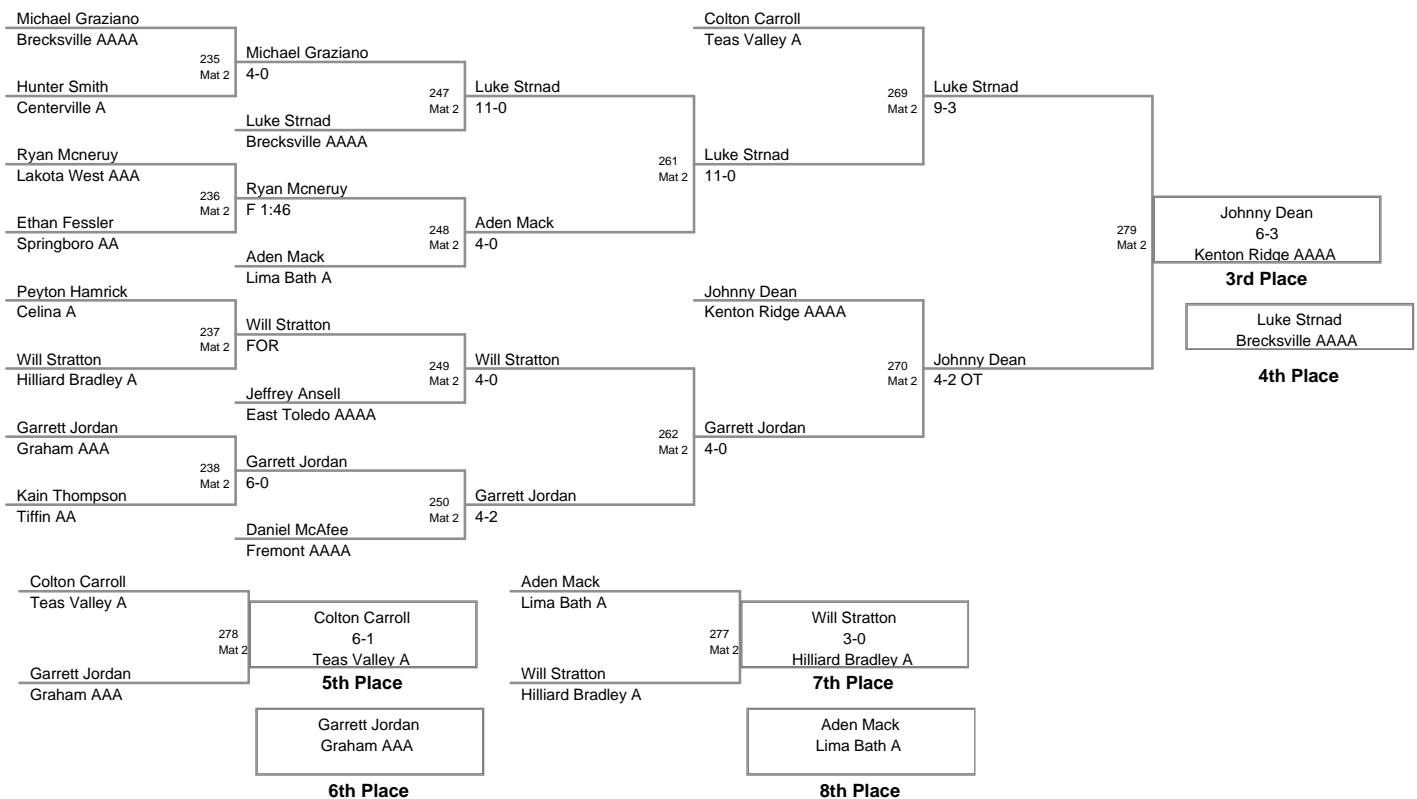 Michael Graziano
Brecksville AAAA
235
Mat 2
Hunter Smith
Centerville A
Ryan Mcneruy
Lakota West AAA
236
Mat 2
Ethan Fessler
Springboro AA
Peyton Hamrick
Celina A
237
Mat 2
Will Stratton
Hilliard Bradley A
Garrett Jordan
Graham AAA
238
Mat 2
Kain Thompson
Tiffin AA
Michael Graziano
4-0
247
Mat 2
Luke Strnad
Brecksville AAAA
Ryan Mcneruy
F 1:46
248
Mat 2
Aden Mack
Lima Bath A
Will Stratton
FOR
249
Mat 2
Jeffrey Ansell
East Toledo AAAA
Garrett Jordan
6-0
250
Mat 2
Daniel McAfee
Fremont AAAA
Luke Strnad
11-0
261
Mat 2
Aden Mack
4-0
Will Stratton
4-0
262
Mat 2
Garrett Jordan
4-2
Colton Carroll
Teas Valley A
269
Mat 2
Luke Strnad
11-0
Johnny Dean
Kenton Ridge AAAA
270
Mat 2
Garrett Jordan
4-0
Luke Strnad
9-3
279
Mat 2
Johnny Dean
4-2 OT
Johnny Dean
6-3
Kenton Ridge AAAA
3rd Place
Luke Strnad
Brecksville AAAA
4th Place
Colton Carroll
Teas Valley A
278
Mat 2
Garrett Jordan
Graham AAA
Colton Carroll
6-1
Teas Valley A
5th Place
Garrett Jordan
Graham AAA
6th Place
Aden Mack
Lima Bath A
277
Mat 2
Will Stratton
Hilliard Bradley A
Will Stratton
3-0
Hilliard Bradley A
7th Place
Aden Mack
Lima Bath A
8th Place